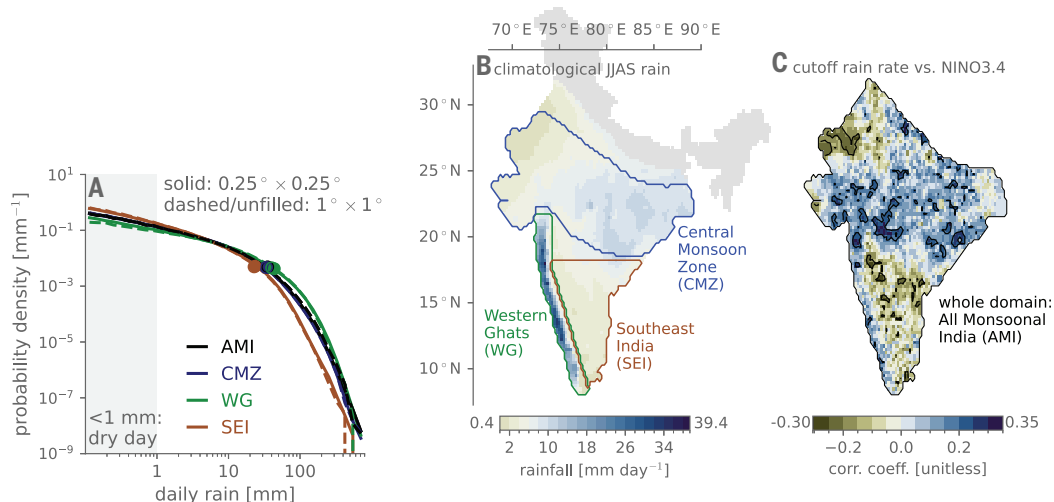 A
solid: 0.25° × 0.25°
dashed/unfilled: 1° × 1°
probability density [mm⁻¹]
10¹
10⁻¹
10⁻³
10⁻⁵
10⁻⁷
10⁻⁹
AMI
CMZ
WG
SEI
<1 mm:
dry day
1
10
100
daily rain [mm]
70°E 75°E 80°E 85°E 90°E
B climatological JJAS rain
30°N
25°N
20°N
15°N
10°N
Central
Monsoon
Zone
(CMZ)
Western
Ghats
(WG)
Southeast
India
(SEI)
0.4
39.4
2 10 18 26 34
rainfall [mm day⁻¹]
C cutoff rain rate vs. NINO3.4
whole domain:
All Monsoonal
India (AMI)
-0.30
0.35
−0.2 0.0 0.2
corr. coeff. [unitless]